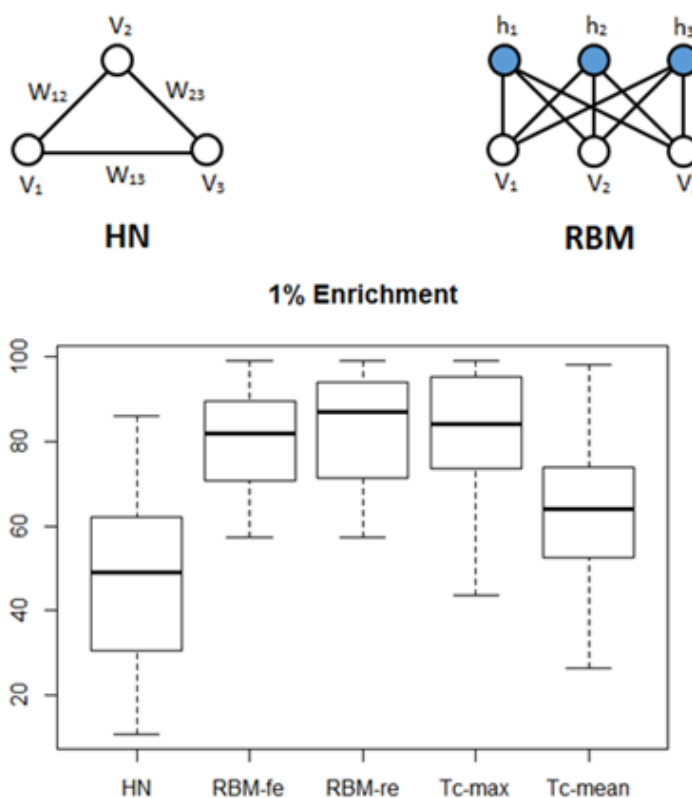 V₂
h₁ h₂ h₃
W₁₂ W₂₃
V₁ W₁₃ V₃
V₁ V₂
HN RBM
1% Enrichment
100
80
60
40
20
HN RBM-fe RBM-re Tc-max Tc-mean